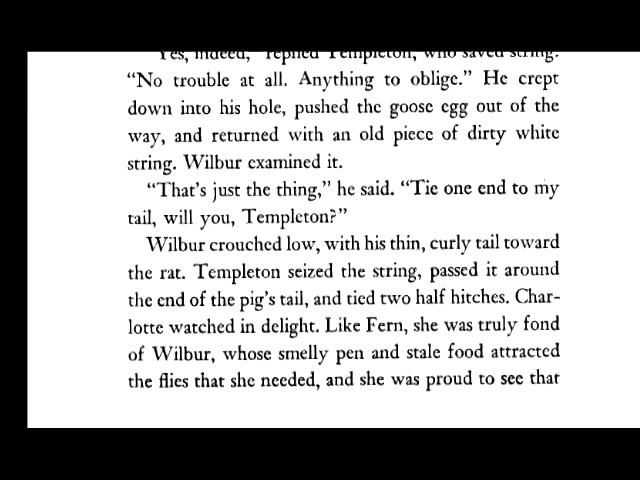 Yes, indeed," replied Templeton, who saved string.
"No trouble at all. Anything to oblige." He crept
down into his hole, pushed the goose egg out of the
way, and returned with an old piece of dirty white
string. Wilbur examined it.
"That's just the thing," he said. "Tie one end to my
tail, will you, Templeton?"
Wilbur crouched low, with his thin, curly tail toward
the rat. Templeton seized the string, passed it around
the end of the pig's tail, and tied two half hitches. Char-
lotte watched in delight. Like Fern, she was truly fond
of Wilbur, whose smelly pen and stale food attracted
the flies that she needed, and she was proud to see that